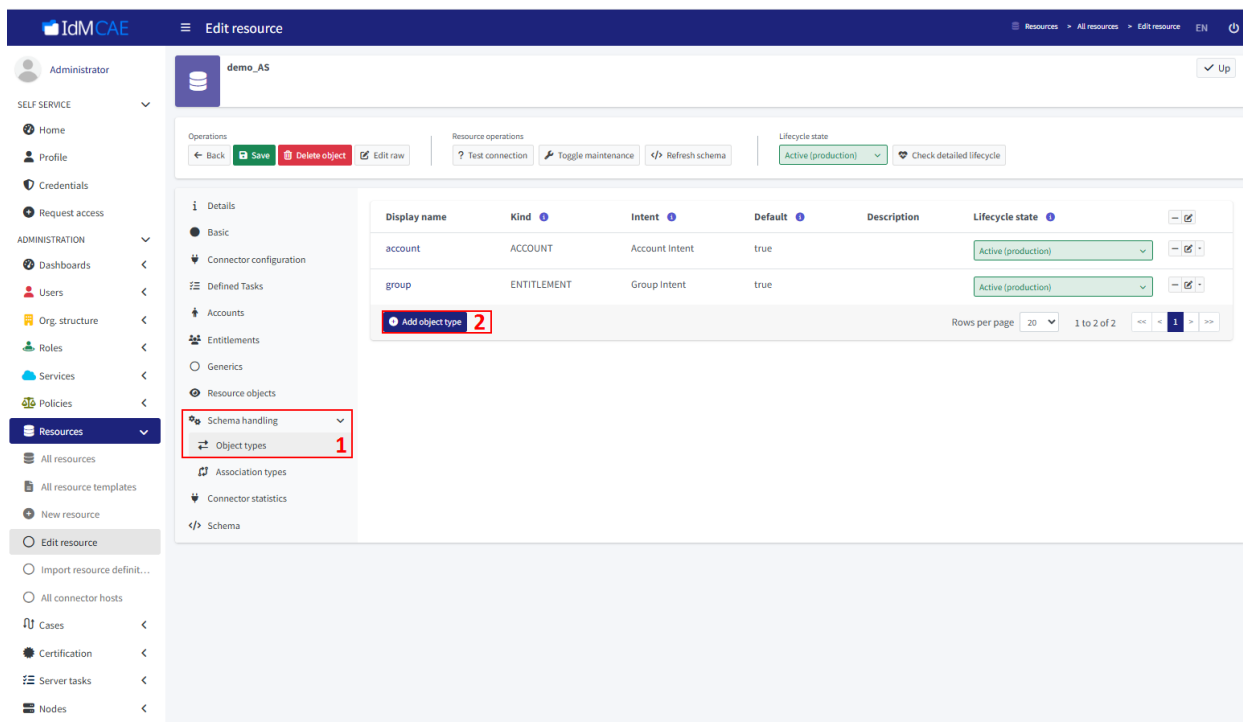 IdMCAE
Edit resource
Resources > All resources > Edit resource EN
Administrator
SELF SERVICE
Home
Profile
Credentials
Request access
ADMINISTRATION
Dashboards
Users
Org. structure
Roles
Services
Policies
Resources
All resources
All resource templates
New resource
Edit resource
Import resource definit...
All connector hosts
Cases
Certification
Server tasks
Nodes
demo_AS
Up
Operations
Back Save Delete object Edit raw
Resource operations
? Test connection Toggle maintenance </> Refresh schema
Lifecycle state
Active (production) Check detailed lifecycle
Details
Basic
Connector configuration
Defined Tasks
Accounts
Entitlements
Generics
Resource objects
Schema handling
Object types 1
Association types
Connector statistics
</> Schema
Display name Kind Intent Default Description Lifecycle state
account ACCOUNT Account Intent true Active (production)
group ENTITLEMENT Group Intent true Active (production)
Add object type 2
Rows per page 20 1 to 2 of 2 << < 1 > >>